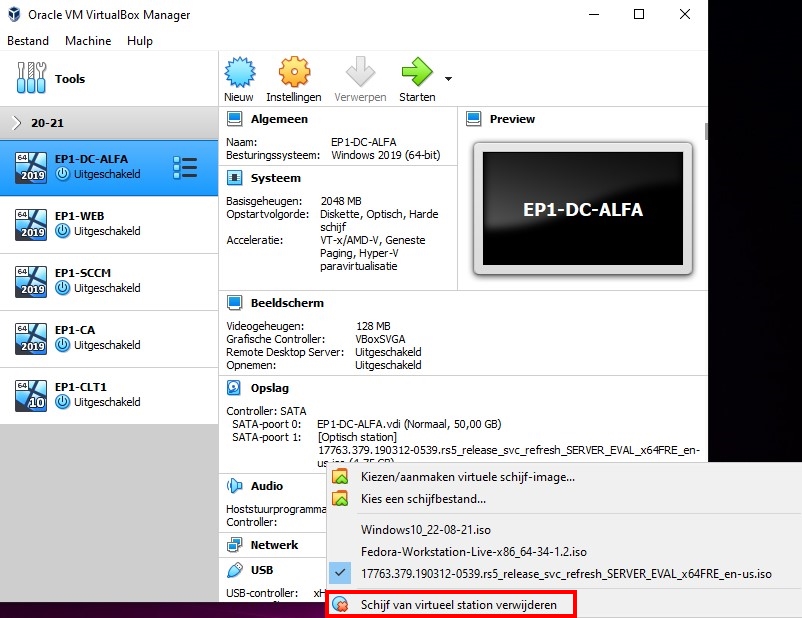 Oracle VM VirtualBox Manager
Bestand Machine Hulp
Tools
20-21
64 2019 EP1-DC-ALFA
Uitgeschakeld
64 2019 EP1-WEB
Uitgeschakeld
64 2019 EP1-SCCM
Uitgeschakeld
64 2019 EP1-CA
Uitgeschakeld
64 10 EP1-CLT1
Uitgeschakeld
Nieuw Instellingen Verwerpen Starten
Algemeen
Naam: EP1-DC-ALFA
Besturingssysteem: Windows 2019 (64-bit)
Preview
EP1-DC-ALFA
Systeem
Basisgeheugen: 2048 MB
Opstartvolgorde: Diskette, Optisch, Harde
schijf
Acceleratie: VT-x/AMD-V, Geneste
Paging, Hyper-V
paravirtualisatie
Beeldscherm
Videogeheugen: 128 MB
Grafische Controller: VBoxSVGA
Remote Desktop Server: Uitgeschakeld
Opnemen: Uitgeschakeld
Opslag
Controller: SATA
SATA-poort 0: EP1-DC-ALFA.vdi (Normaal, 50,00 GB)
SATA-poort 1: [Optisch station]
17763.379.190312-0539.rs5_release_svc_refresh_SERVER_EVAL_x64FRE_en-
Audio
Hoststuurprogramma
Controller:
Netwerk
USB
USB-controller: xH
Kiezen/aanmaken virtuele schijf-image...
Kies een schijfbestand...
Windows10_22-08-21.iso
Fedora-Workstation-Live-x86_64-34-1.2.iso
17763.379.190312-0539.rs5_release_svc_refresh_SERVER_EVAL_x64FRE_en-us.iso
Schijf van virtueel station verwijderen